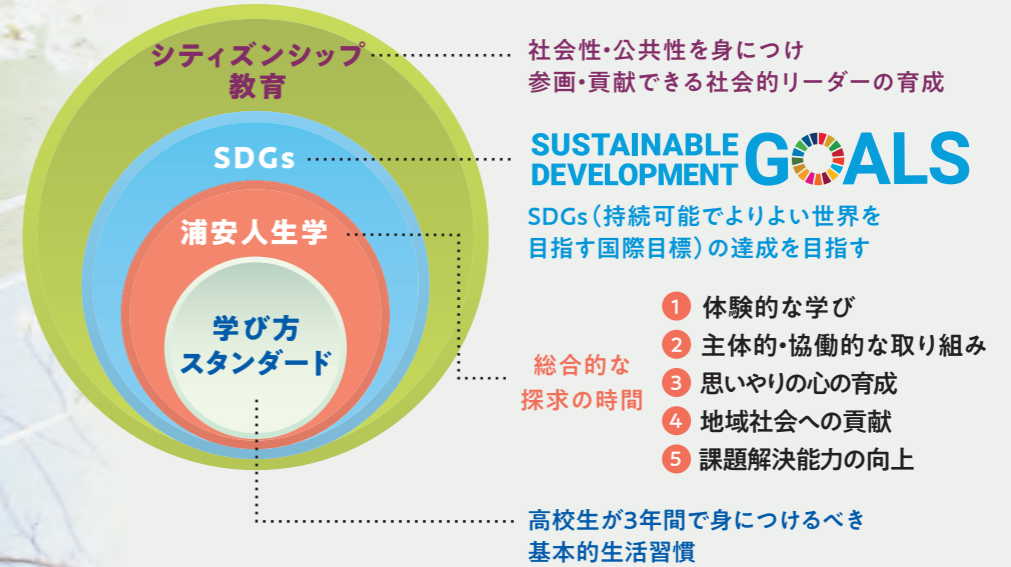 シティズンシップ
教育
社会性・公共性を身につけ
参画・貢献できる社会的リーダーの育成
SDGs
SUSTAINABLE
DEVELOPMENT
GOALS
SDGs（持続可能でよりよい世界を
目指す国際目標）の達成を目指す
浦安人生学
総合的な
探求の時間
1 体験的な学び
2 主体的・協働的な取り組み
3 思いやりの心の育成
4 地域社会への貢献
5 課題解決能力の向上
学び方
スタンダード
高校生が3年間で身につけるべき
基本的生活習慣